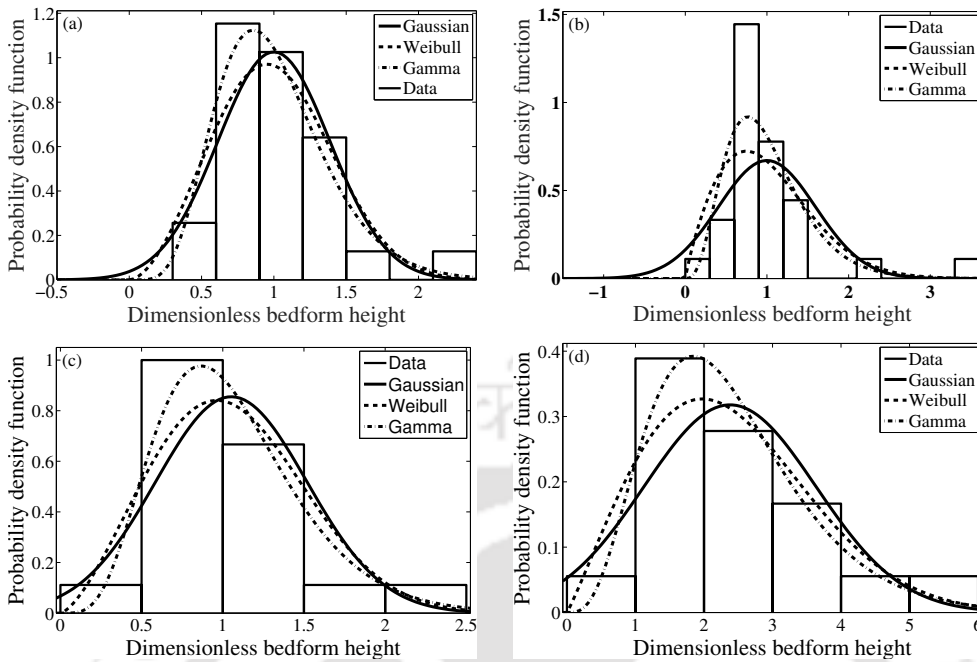 (a)
Probability density function
1.2
1
0.8
0.6
0.4
0.2
0
−0.5 0 0.5 1 1.5 2
Dimensionless bedform height
Gaussian
Weibull
Gamma
Data
(b)
Probability density function
1.5
1
0.5
0
−1 0 1 2 3
Dimensionless bedform height
Data
Gaussian
Weibull
Gamma
(c)
Probability density function
1
0.8
0.6
0.4
0.2
0
0 0.5 1 1.5 2 2.5
Dimensionless bedform height
Data
Gaussian
Weibull
Gamma
(d)
Probability density function
0.4
0.3
0.2
0.1
0
0 1 2 3 4 5 6
Dimensionless bedform height
Data
Gaussian
Weibull
Gamma